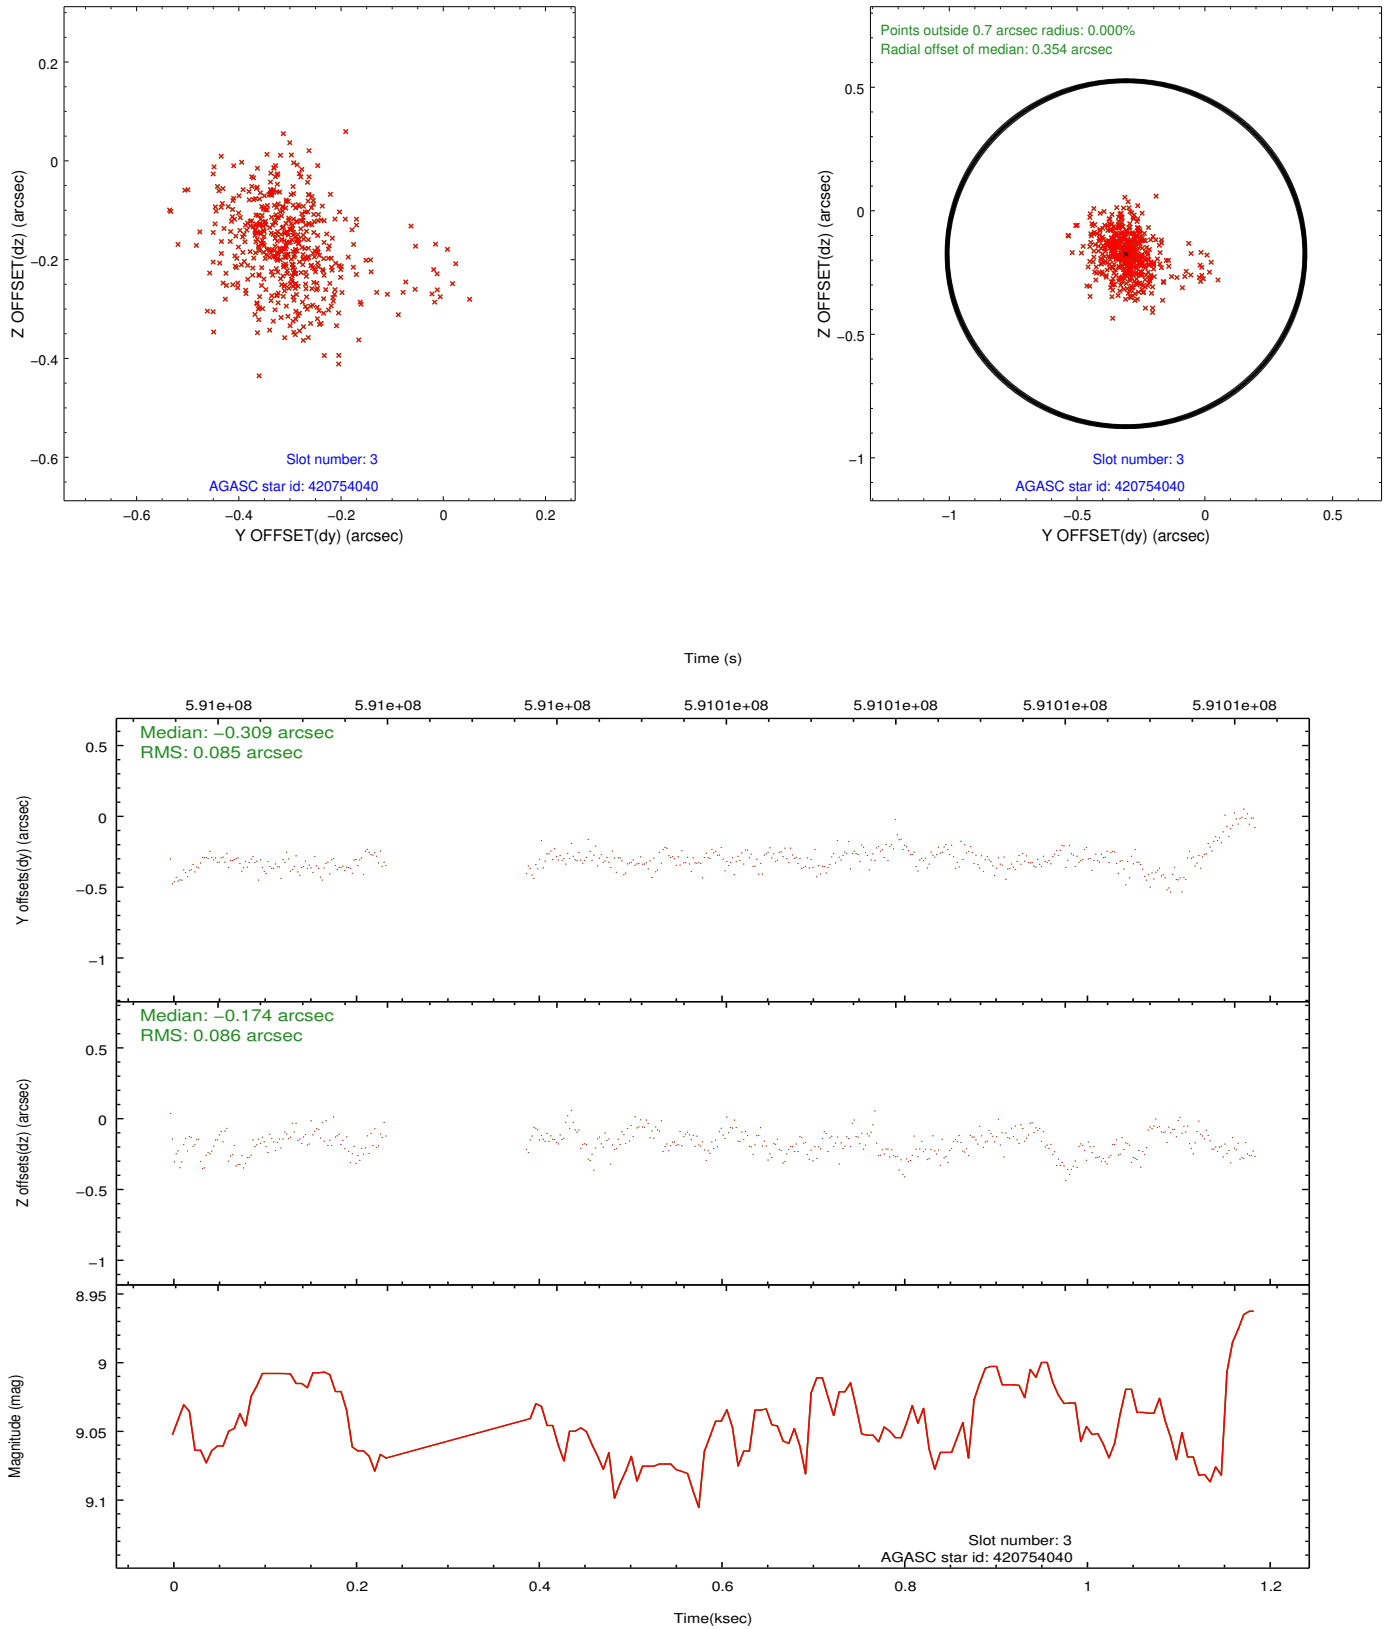 0.2
0
−0.2
−0.4
−0.6
Z OFFSET(dz) (arcsec)
Slot number: 3
AGASC star id: 420754040
−0.6
−0.4
−0.2
0
0.2
Y OFFSET(dy) (arcsec)
Points outside 0.7 arcsec radius: 0.000%
Radial offset of median: 0.354 arcsec
0.5
0
−0.5
−1
Z OFFSET(dz) (arcsec)
Slot number: 3
AGASC star id: 420754040
−1
−0.5
0
0.5
Y OFFSET(dy) (arcsec)
Time (s)
5.91e+08
5.91e+08
5.91e+08
5.9101e+08
5.9101e+08
5.9101e+08
5.9101e+08
Median: −0.309 arcsec
RMS: 0.085 arcsec
0.5
0
−0.5
−1
Y offsets(dy) (arcsec)
Median: −0.174 arcsec
RMS: 0.086 arcsec
0.5
0
−0.5
−1
Z offsets(dz) (arcsec)
8.95
9
9.05
9.1
Magnitude (mag)
Slot number: 3
AGASC star id: 420754040
0
0.2
0.4
0.6
0.8
1
1.2
Time(ksec)